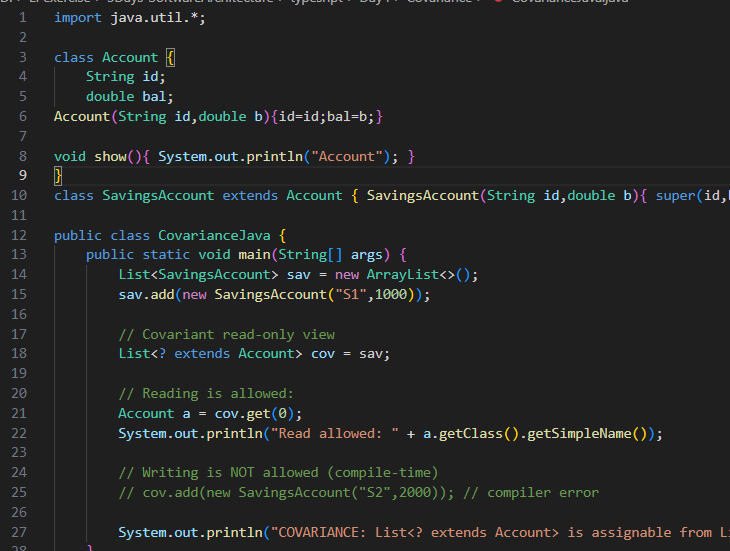 CovarianceJava.java
1 import java.util.*;
2
3 class Account {
4 String id;
5 double bal;
6 Account(String id,double b){id=id;bal=b;}
7
8 void show(){ System.out.println("Account"); }
9 }
10 class SavingsAccount extends Account { SavingsAccount(String id,double b){ super(id,
11
12 public class CovarianceJava {
13 public static void main(String[] args) {
14 List<SavingsAccount> sav = new ArrayList<>();
15 sav.add(new SavingsAccount("S1",1000));
16
17 // Covariant read-only view
18 List<? extends Account> cov = sav;
19
20 // Reading is allowed:
21 Account a = cov.get(0);
22 System.out.println("Read allowed: " + a.getClass().getSimpleName());
23
24 // Writing is NOT allowed (compile-time)
25 // cov.add(new SavingsAccount("S2",2000)); // compiler error
26
27 System.out.println("COVARIANCE: List<? extends Account> is assignable from Li
28 }